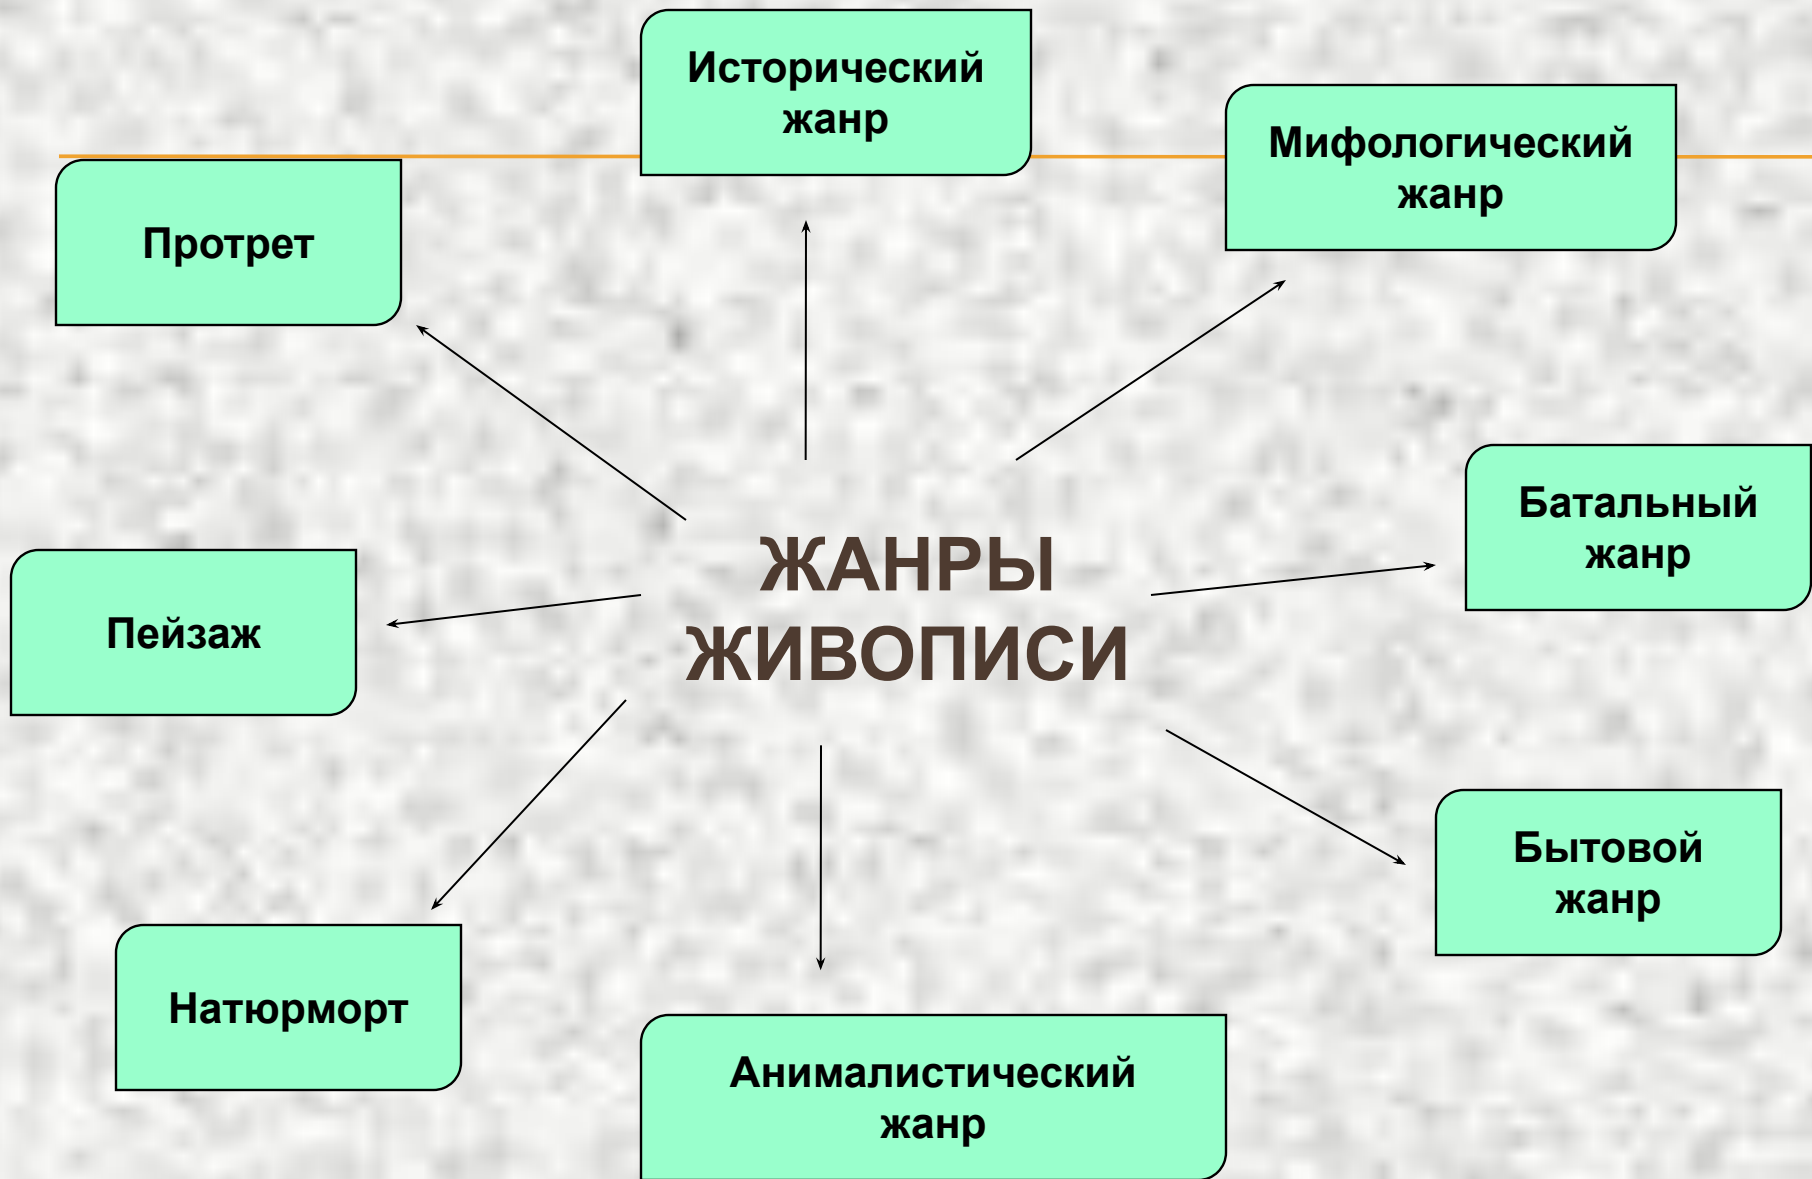 Исторический
жанр
Мифологический
жанр
Протрет
Батальный
жанр
ЖАНРЫ
ЖИВОПИСИ
Пейзаж
Бытовой
жанр
Натюрморт
Анималистический
жанр